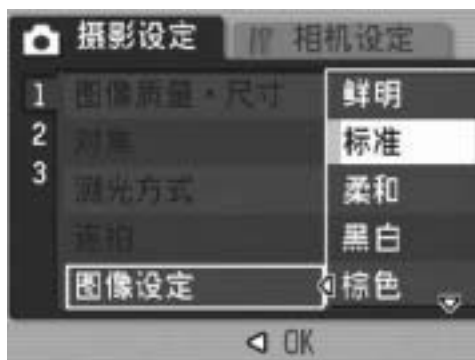 摄影设定 相机设定
1 图像质量·尺寸 鲜明
2 对焦 标准
3 测光方式 柔和
连拍 黑白
图像设定 棕色
OK